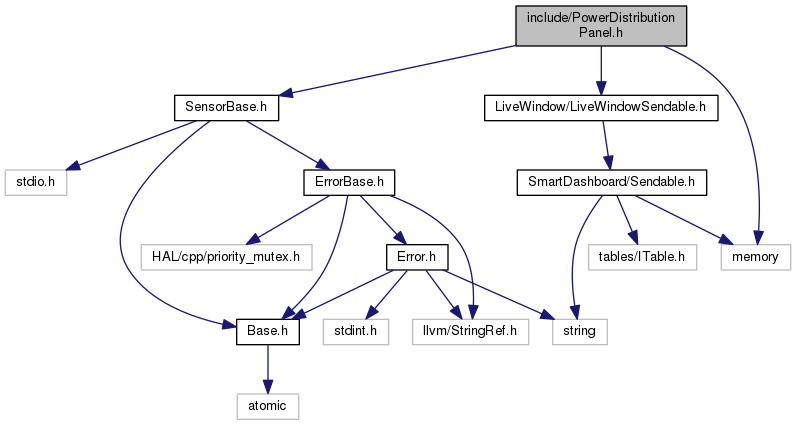 include/PowerDistribution
Panel.h
SensorBase.h
LiveWindow/LiveWindowSendable.h
stdio.h
ErrorBase.h
SmartDashboard/Sendable.h
HAL/cpp/priority_mutex.h
Error.h
tables/ITable.h
memory
Base.h
stdint.h
llvm/StringRef.h
string
atomic